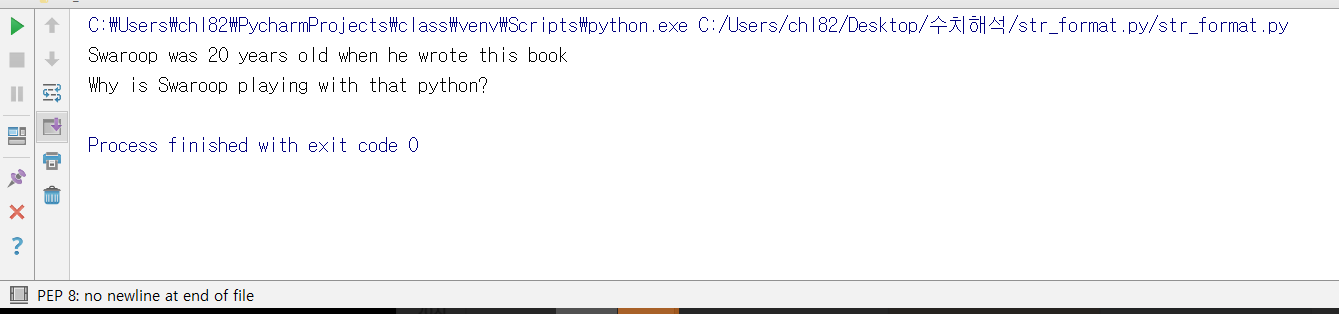 C:₩Users₩chl82₩PycharmProjects₩class₩venv₩Scripts₩python.exe C:/Users/chl82/Desktop/수치해석/str_format.py/str_format.py
Swaroop was 20 years old when he wrote this book
Why is Swaroop playing with that python?
Process finished with exit code 0
PEP 8: no newline at end of file